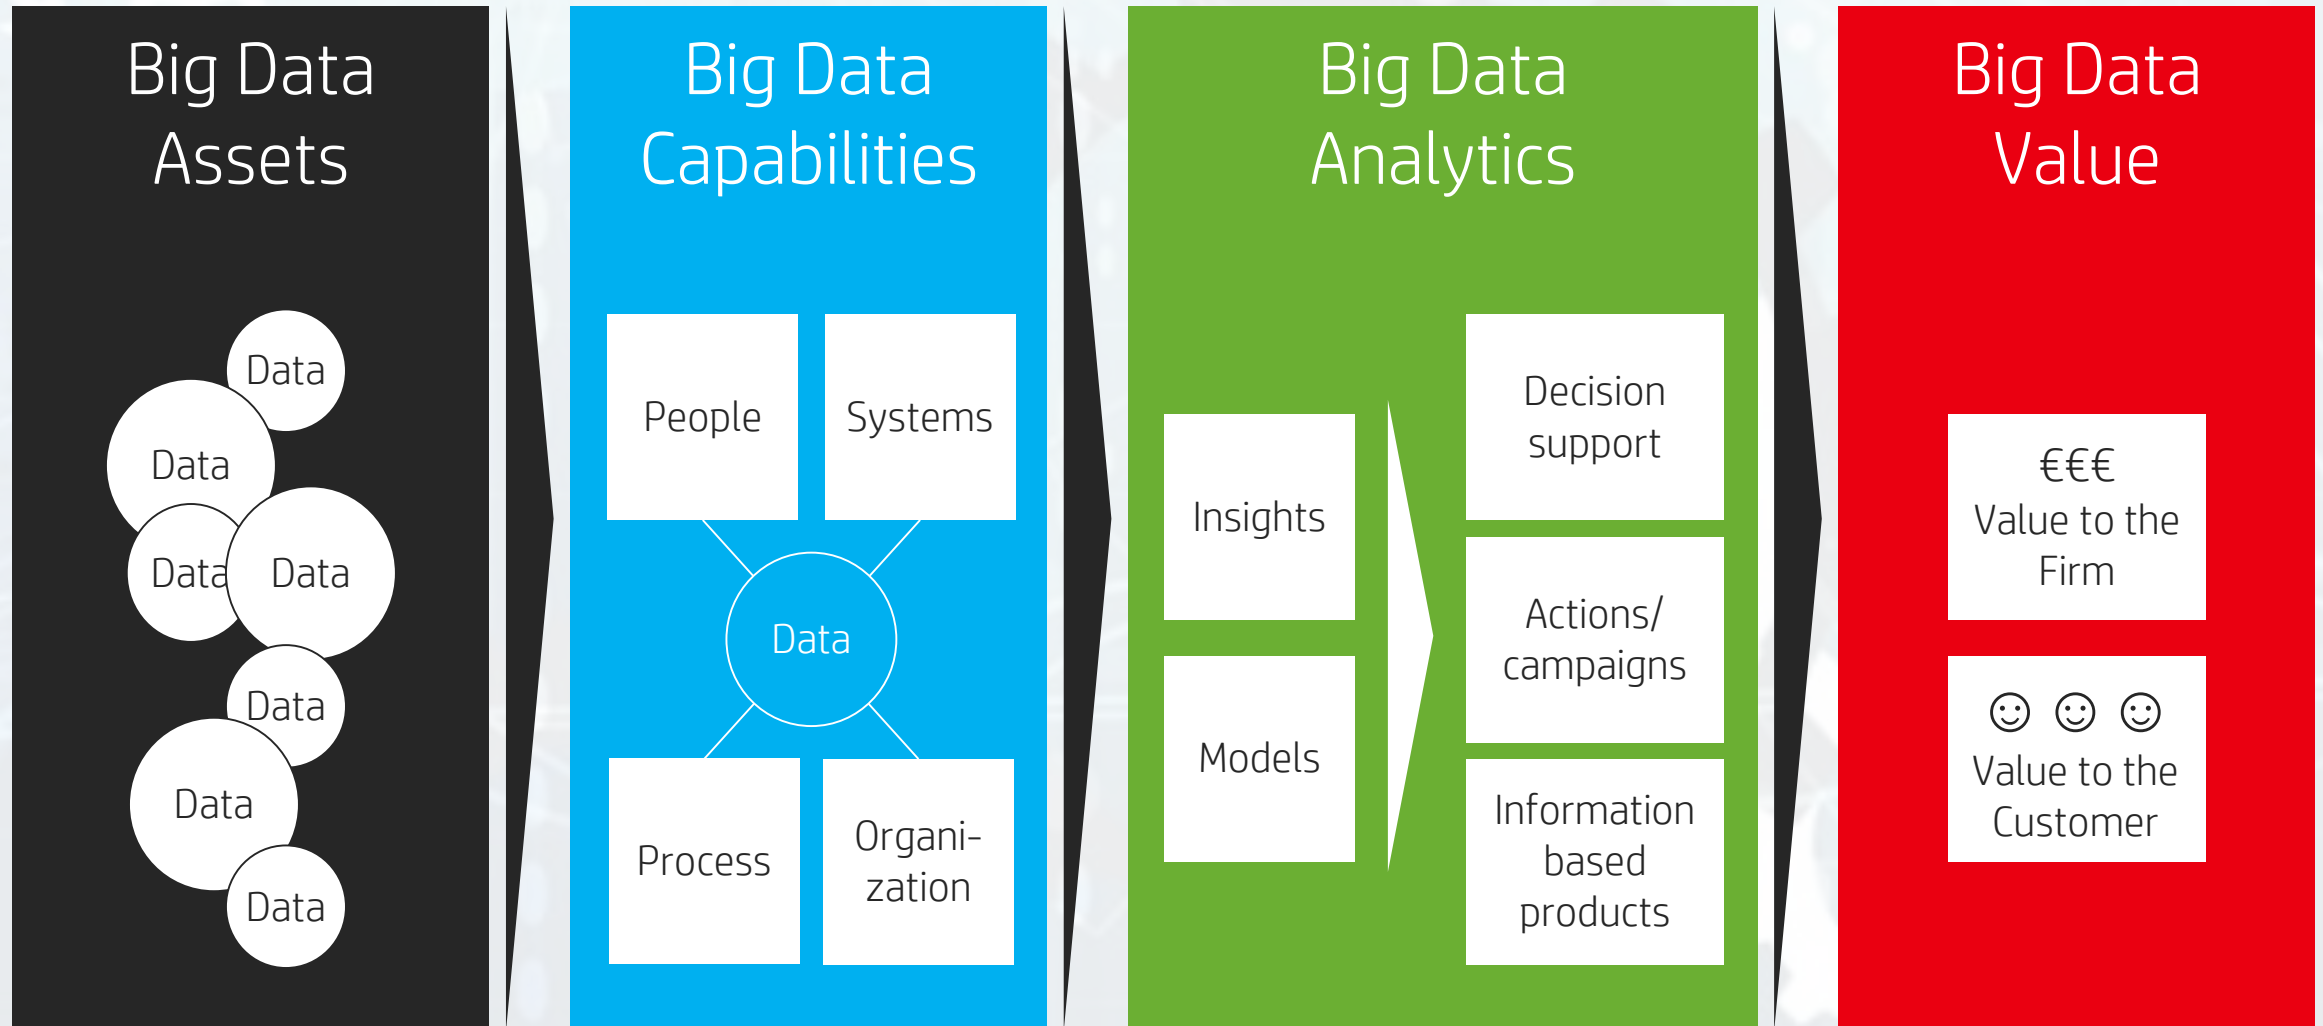 Big Data
Assets
Data
Data
Data
Data
Data
Data
Data
Big Data
Capabilities
People
Systems
Data
Process
Organi-
zation
Big Data
Analytics
Insights
Models
Decision
support
Actions/
campaigns
Information
based
products
Big Data
Value
€€€
Value to the
Firm
Value to the
Customer